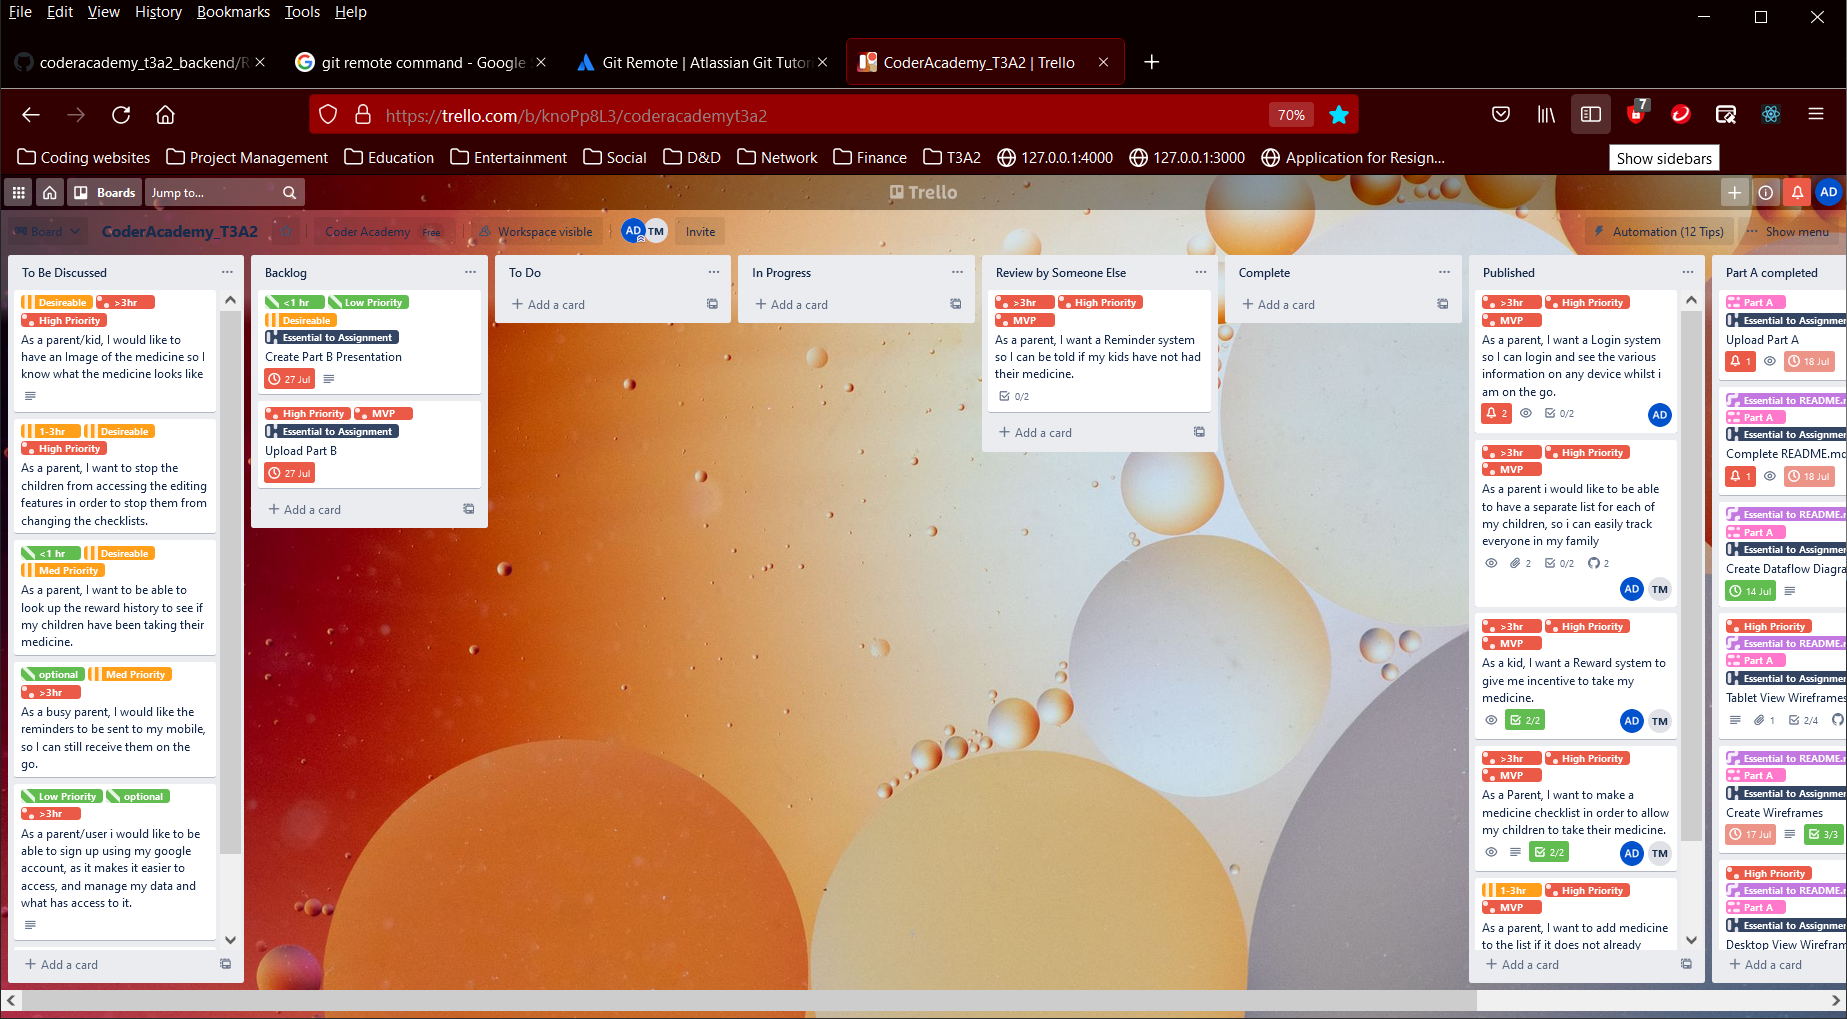 File Edit View History Bookmarks Tools Help
coderacademy_t3a2_backend/R
git remote command - Google
Git Remote | Atlassian Git Tutor
CoderAcademy_T3A2 | Trello
https://trello.com/b/knoPp8L3/coderacademyt3a2
70%
7
Coding websites
Project Management
Education
Entertainment
Social
D&D
Network
Finance
T3A2
127.0.0.1:4000
127.0.0.1:3000
Application for Resign...
Show sidebars
Boards
Jump to...
Trello
AD
Board
CoderAcademy_T3A2
Coder Academy Free
Workspace visible
AD TM
Invite
Automation (12 Tips)
Show menu
To Be Discussed
Desireable >3hr
High Priority
As a parent/kid, I would like to
have an Image of the medicine so I
know what the medicine looks like
1-3hr Desireable
High Priority
As a parent, I want to stop the
children from accessing the editing
features in order to stop them from
changing the checklists.
<1 hr Desireable
Med Priority
As a parent, I want to be able to
look up the reward history to see if
my children have been taking their
medicine.
optional Med Priority
>3hr
As a busy parent, I would like the
reminders to be sent to my mobile,
so I can still receive them on the
go.
Low Priority optional
>3hr
As a parent/user i would like to be
able to sign up using my google
account, as it makes it easier to
access, and manage my data and
what has access to it.
+ Add a card
Backlog
<1 hr Low Priority
Desireable
Essential to Assignment
Create Part B Presentation
27 Jul
High Priority MVP
Essential to Assignment
Upload Part B
27 Jul
+ Add a card
To Do
+ Add a card
In Progress
+ Add a card
Review by Someone Else
>3hr High Priority
MVP
As a parent, I want a Reminder system
so I can be told if my kids have not had
their medicine.
0/2
+ Add a card
Complete
+ Add a card
Published
>3hr High Priority
MVP
As a parent, I want a Login system
so I can login and see the various
information on any device whilst i
am on the go.
2 0/2 AD
>3hr High Priority
MVP
As a parent i would like to be able
to have a separate list for each of
my children, so i can easily track
everyone in my family
2 0/2 2
AD TM
>3hr High Priority
MVP
As a kid, I want a Reward system to
give me incentive to take my
medicine.
2/2 AD TM
>3hr High Priority
MVP
As a Parent, I want to make a
medicine checklist in order to allow
my children to take their medicine.
2/2 AD TM
1-3hr High Priority
MVP
As a parent, I want to add medicine
to the list if it does not already
+ Add a card
Part A completed
Part A
Essential to Assignmen
Upload Part A
1 18 Jul
Essential to README.m
Part A
Essential to Assignmen
Complete README.md
1 18 Jul
Essential to README.m
Part A
Essential to Assignmen
Create Dataflow Diagra
14 Jul
High Priority
Essential to README.m
Part A
Essential to Assignmen
Tablet View Wireframes
1 2/4
Essential to README.m
Part A
Essential to Assignmen
Create Wireframes
17 Jul 3/3
High Priority
Essential to README.m
Part A
Essential to Assignmen
Desktop View Wirefram
+ Add a card